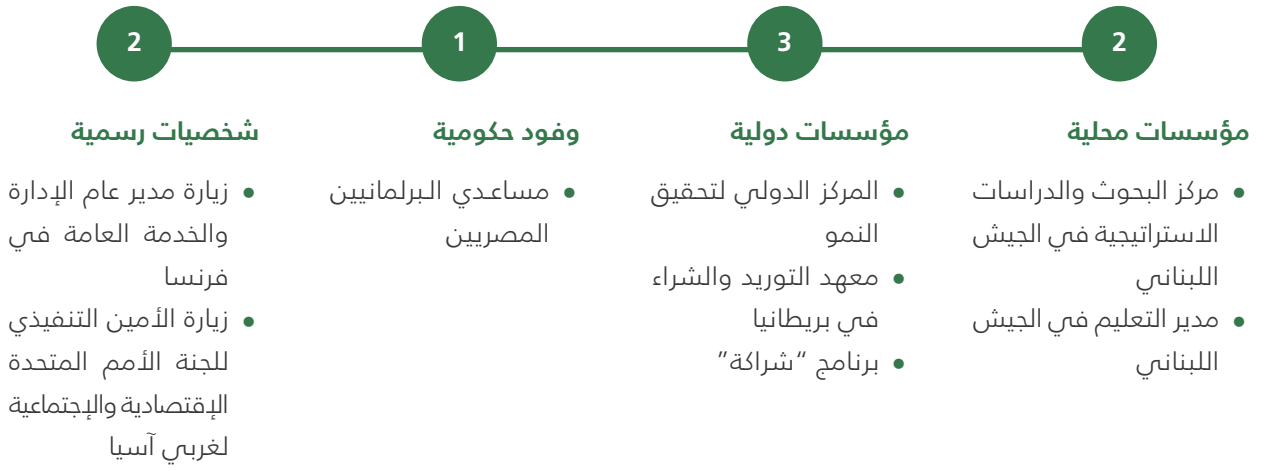 2
مؤسسات محلية
• مركز البحوث والدراسات
الاستراتيجية في الجيش
اللبناني
• مدير التعليم في الجيش
اللبناني
3
مؤسسات دولية
• المركز الدولي لتحقيق
النمو
• معهد التوريد والشراء
في بريطانيا
• برنامج “شراكة”
1
وفود حكومية
• مساعدي البرلمانيين
المصريين
2
شخصيات رسمية
• زيارة مدير عام الإدارة
والخدمة العامة في
فرنسا
• زيارة الأمين التنفيذي
للجنة الأمم المتحدة
الإقتصادية والإجتماعية
لغربي آسيا